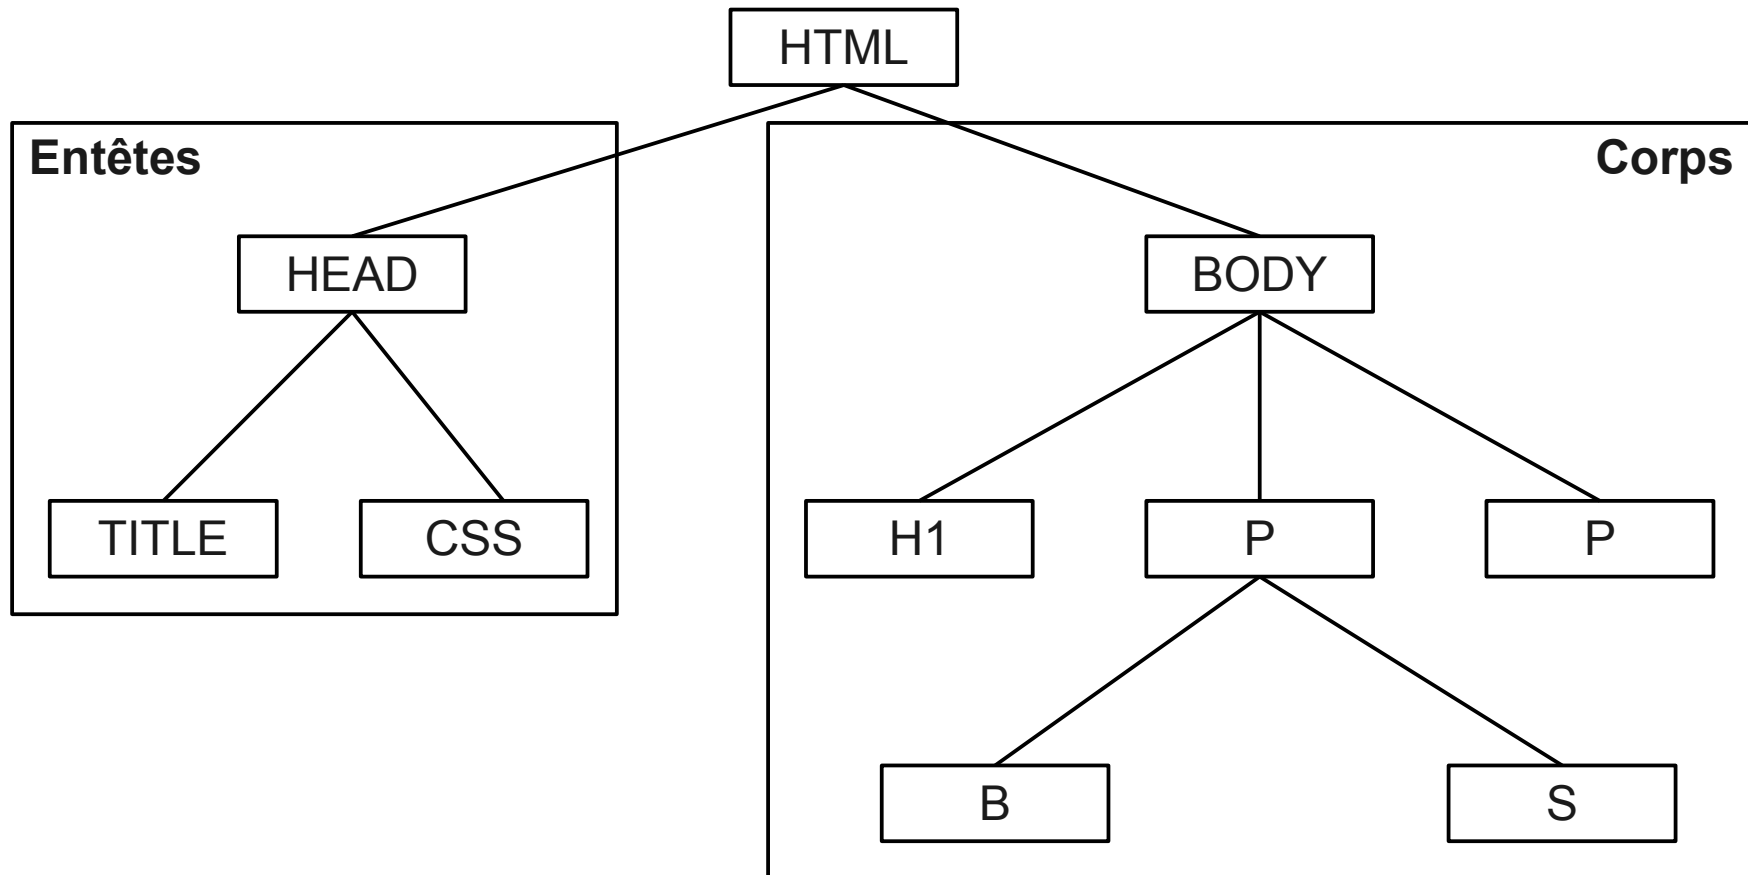 HTML
Entêtes
Corps
HEAD
BODY
TITLE
CSS
H1
P
P
B
S